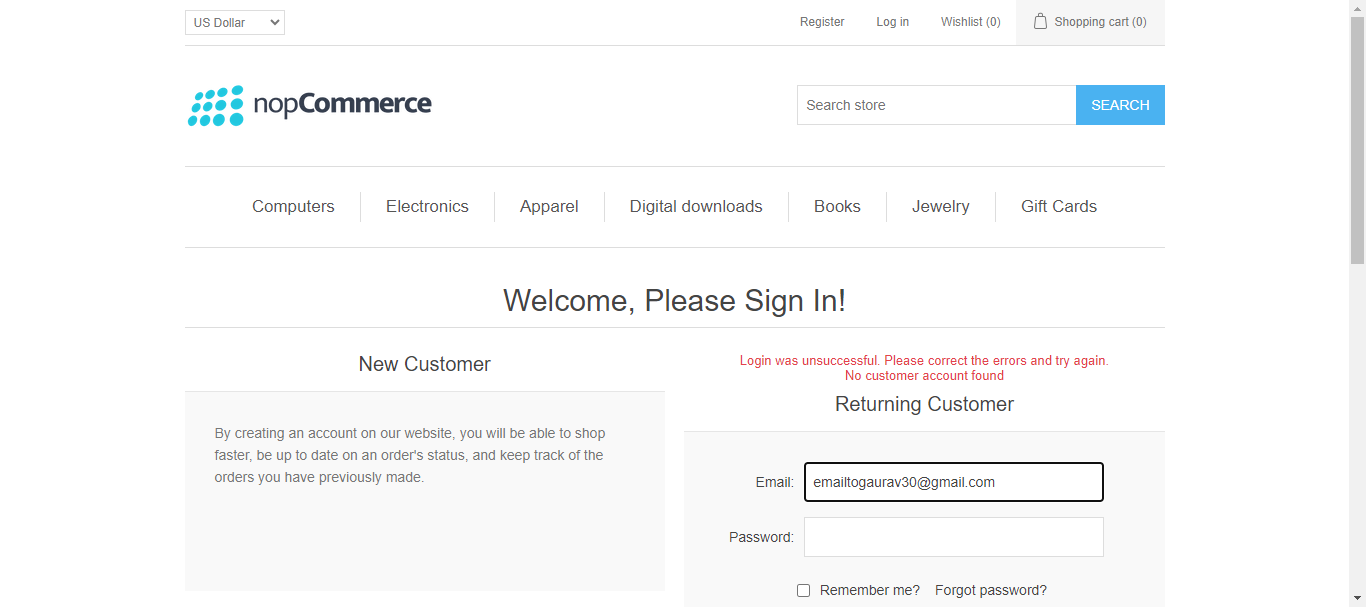 US Dollar
Register
Log in
Wishlist (0)
Shopping cart (0)
nopCommerce
Search store
SEARCH
Computers
Electronics
Apparel
Digital downloads
Books
Jewelry
Gift Cards
Welcome, Please Sign In!
New Customer
By creating an account on our website, you will be able to shop
faster, be up to date on an order's status, and keep track of the
orders you have previously made.
Login was unsuccessful. Please correct the errors and try again.
No customer account found
Returning Customer
Email:
emailtogaurav30@gmail.com
Password:
Remember me?
Forgot password?